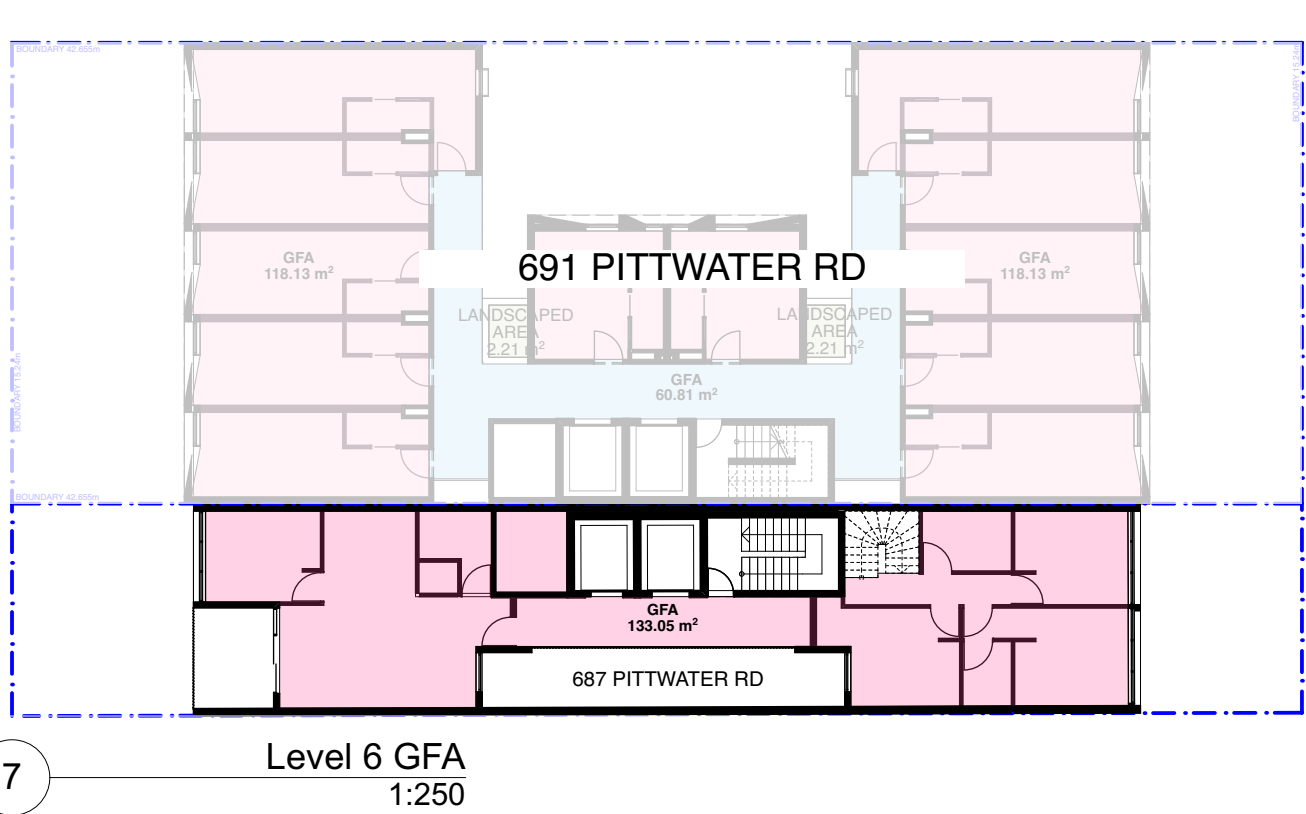 BOUNDARY 42.655m
BOUNDARY 15.24m
691 PITTWATER RD
GFA
118.13 m²
GFA
118.13 m²
LANDSCAPED
AREA
2.21 m²
LANDSCAPED
AREA
2.21 m²
GFA
60.81 m²
BOUNDARY 15.24m
BOUNDARY 42.655m
GFA
133.05 m²
687 PITTWATER RD
7
Level 6 GFA
1:250